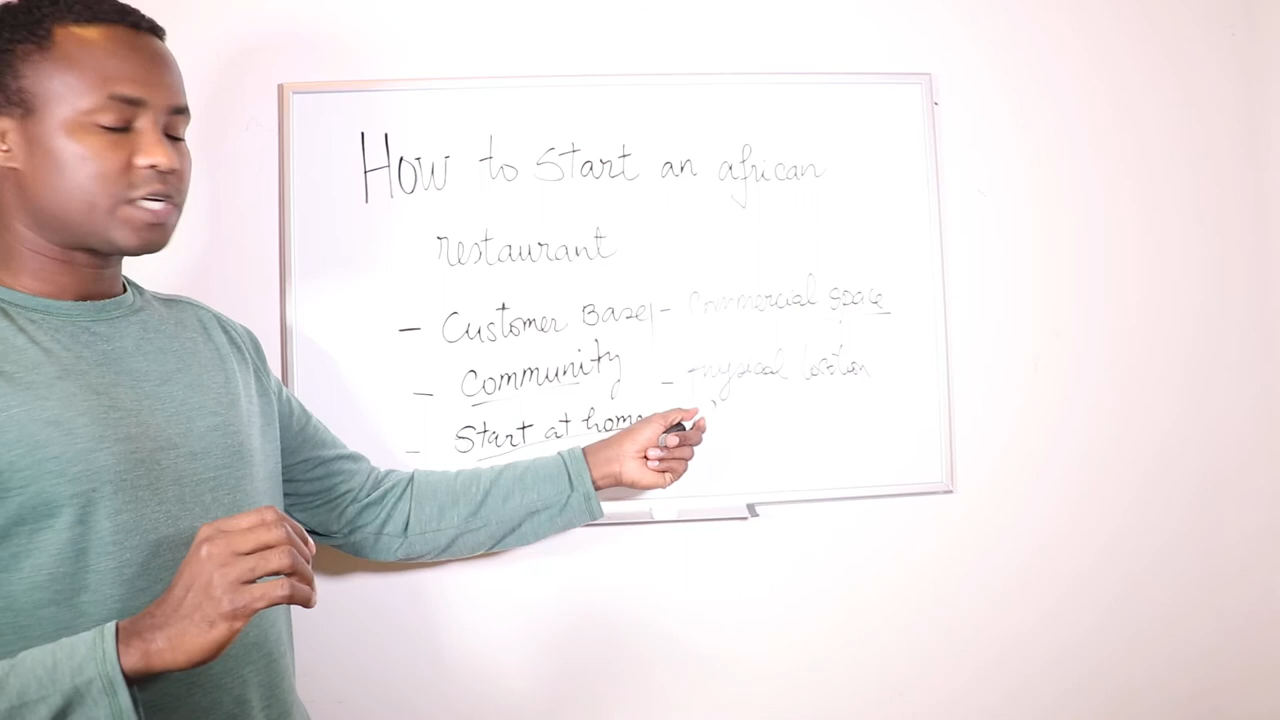 How to Start an african
restaurant
- Customer Base - Commercial space
- Community - Physical location
- Start at home